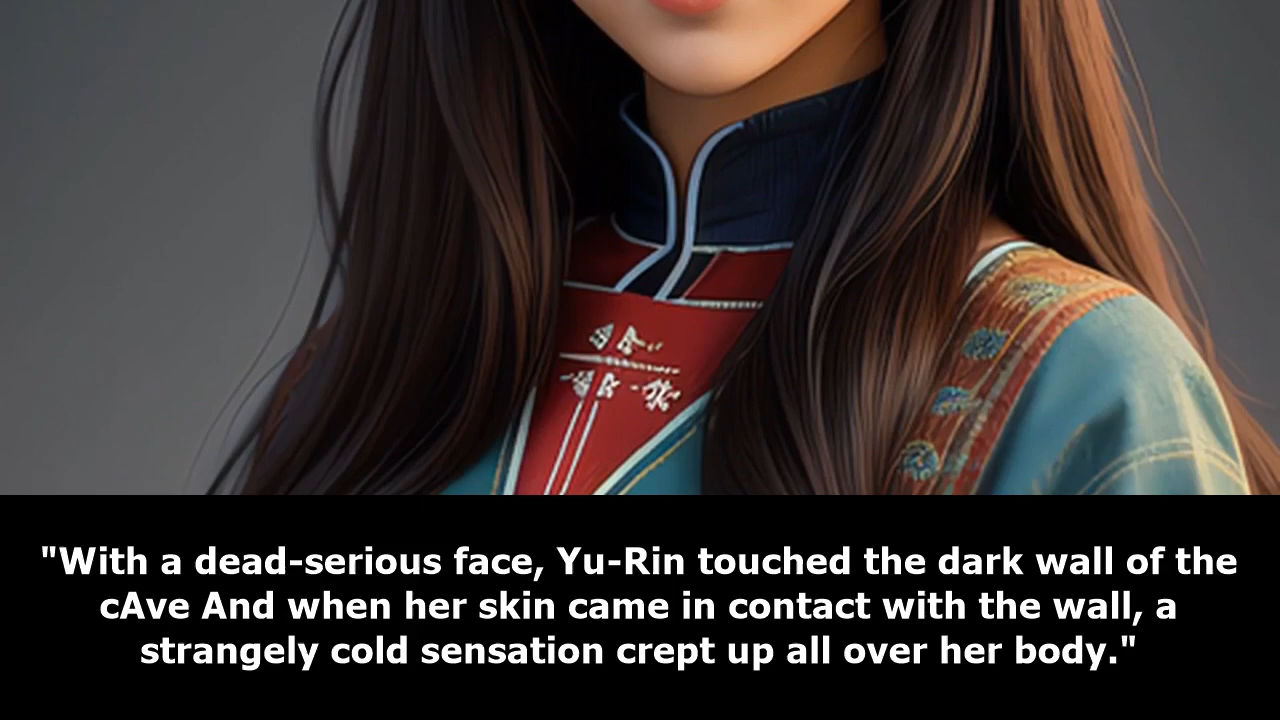 "With a dead-serious face, Yu-Rin touched the dark wall of the
cAve And when her skin came in contact with the wall, a
strangely cold sensation crept up all over her body."